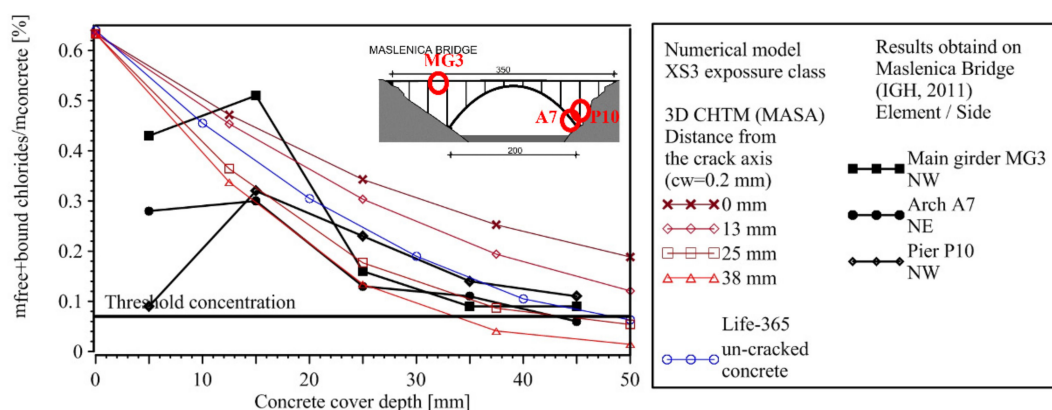 mfree+bound chlorides/mconcrete [%]
0.6
0.5
0.4
0.3
0.2
0.1
0
0
10
20
30
40
50
Concrete cover depth [mm]
Threshold concentration
MASLENICA BRIDGE
350
MG3
A7
P10
200
Numerical model
XS3 expossure class
3D CHTM (MASA)
Distance from
the crack axis
(cw=0.2 mm)
0 mm
13 mm
25 mm
38 mm
Life-365
un-cracked
concrete
Results obtaind on
Maslenica Bridge
(IGH, 2011)
Element / Side
Main girder MG3
NW
Arch A7
NE
Pier P10
NW